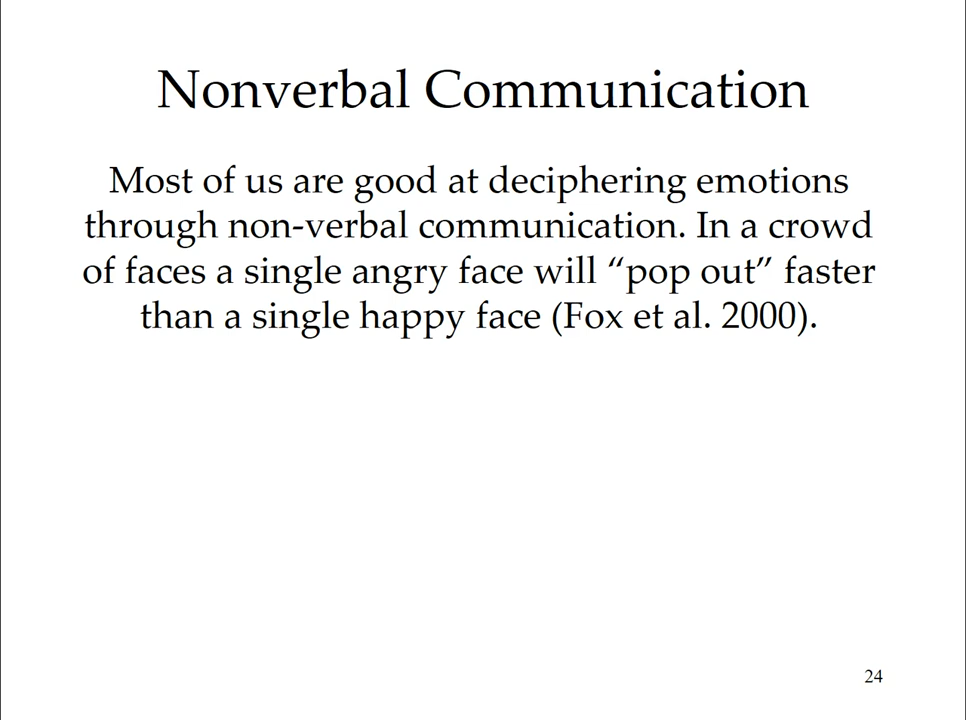 Nonverbal Communication
Most of us are good at deciphering emotions
through non-verbal communication. In a crowd
of faces a single angry face will “pop out” faster
than a single happy face (Fox et al. 2000).
24